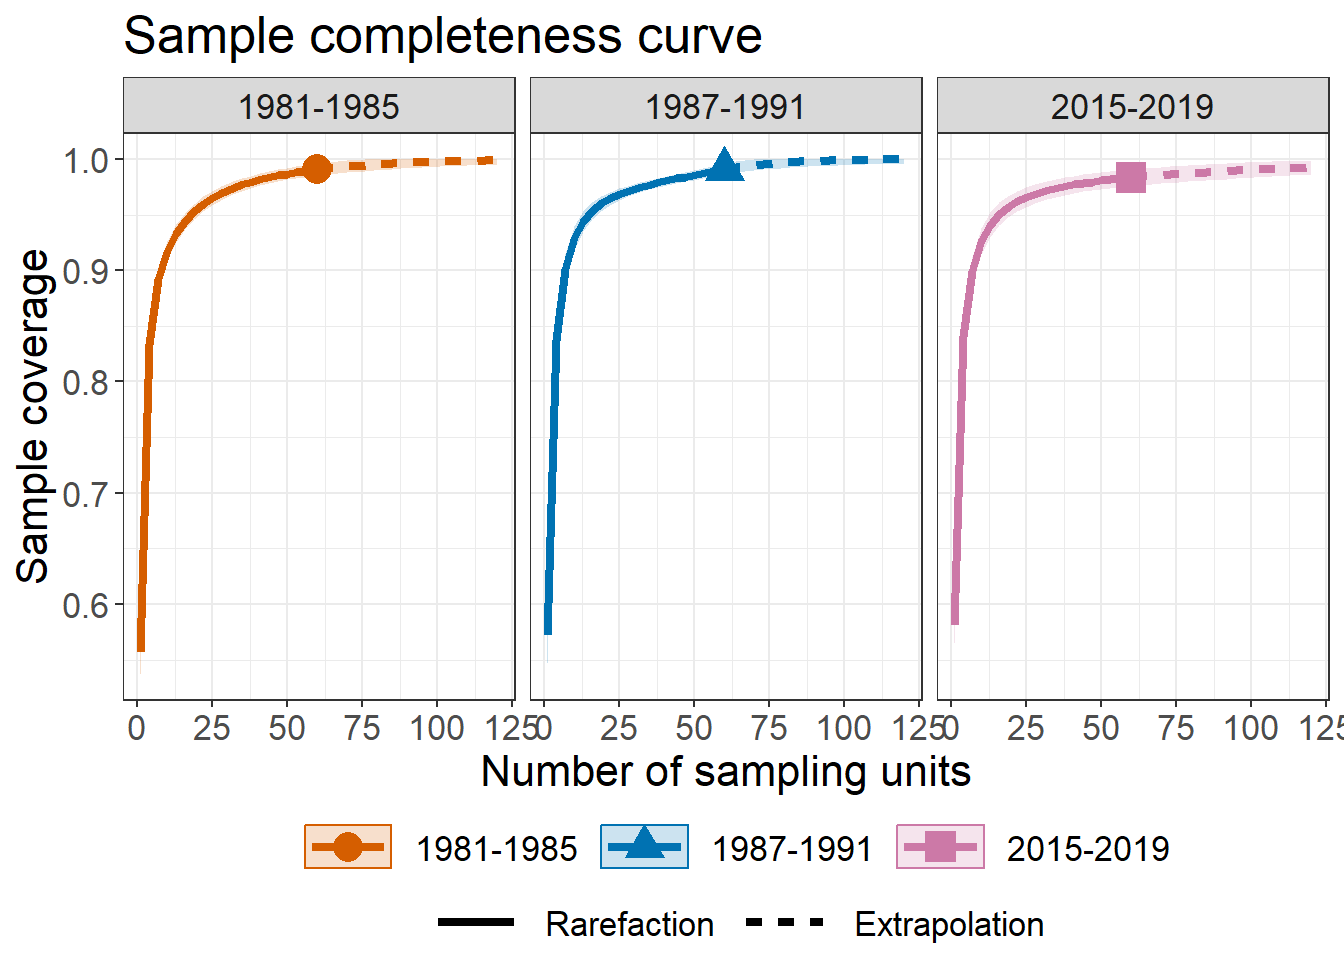 Sample completeness curve
1981-1985 1987-1991 2015-2019
1.0
0.9
0.8
0.7
0.6
Sample coverage
0 25 50 75 100 125 0 25 50 75 100 125 0 25 50 75 100 125
Number of sampling units
1981-1985 1987-1991 2015-2019
Rarefaction Extrapolation